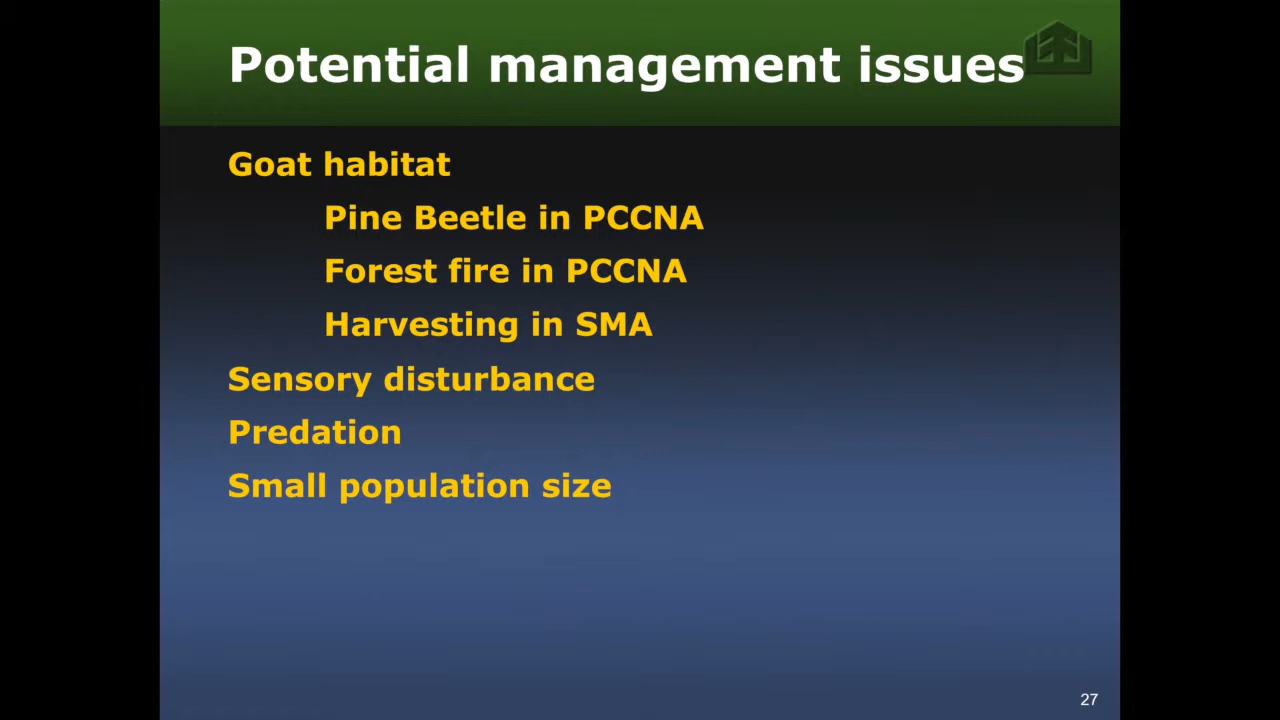 Potential management issues
Goat habitat
Pine Beetle in PCCNA
Forest fire in PCCNA
Harvesting in SMA
Sensory disturbance
Predation
Small population size
27